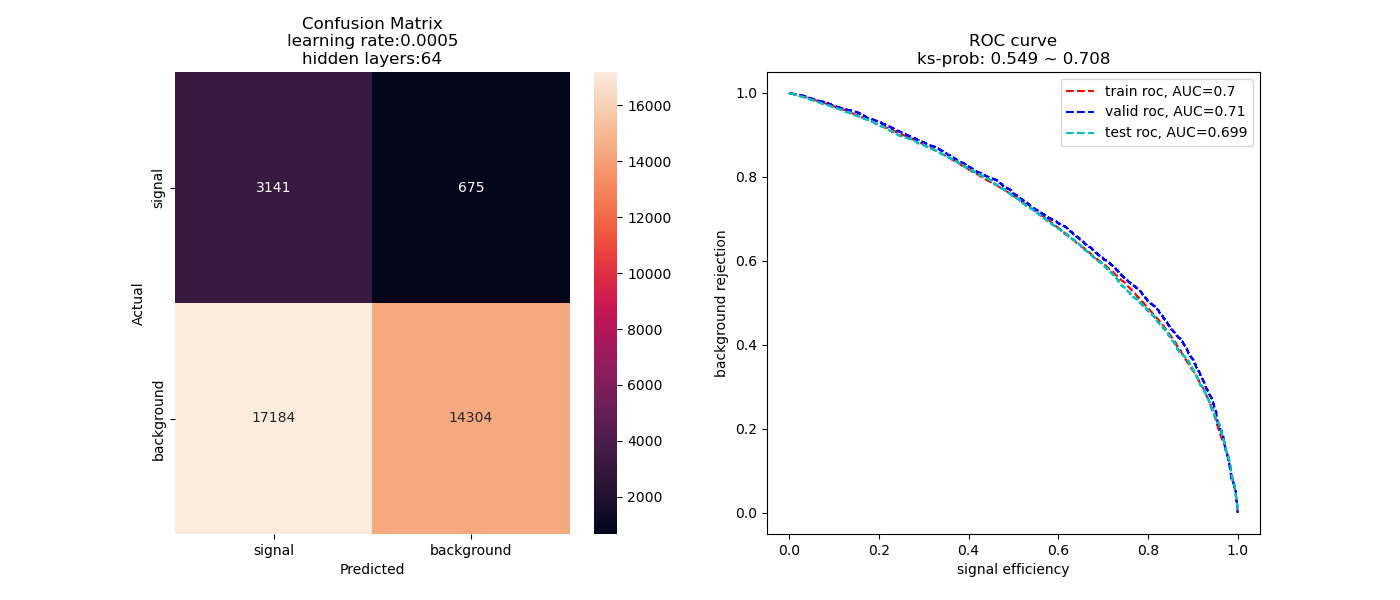 Confusion Matrix
learning rate:0.0005
hidden layers:64
signal
background
Actual
3141
675
17184
14304
signal
background
Predicted
16000
14000
12000
10000
8000
6000
4000
2000
ROC curve
ks-prob: 0.549 ~ 0.708
train roc, AUC=0.7
valid roc, AUC=0.71
test roc, AUC=0.699
background rejection
1.0
0.8
0.6
0.4
0.2
0.0
0.0
0.2
0.4
0.6
0.8
1.0
signal efficiency